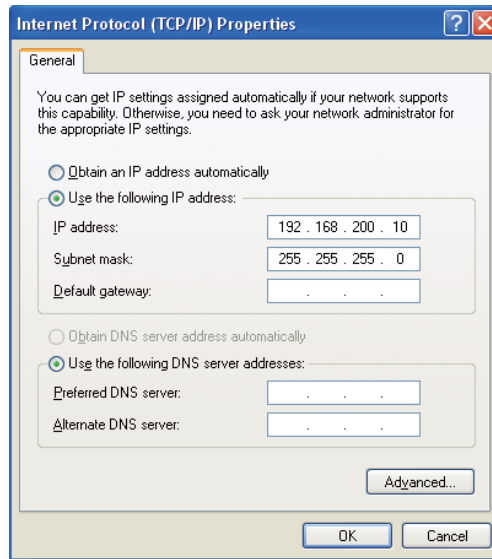 Internet Protocol (TCP/IP) Properties
General
You can get IP settings assigned automatically if your network supports
this capability. Otherwise, you need to ask your network administrator for
the appropriate IP settings.
Obtain an IP address automatically
Use the following IP address:
IP address: 192 . 168 . 200 . 10
Subnet mask: 255 . 255 . 255 . 0
Default gateway: . . .
Obtain DNS server address automatically
Use the following DNS server addresses:
Preferred DNS server: . . .
Alternate DNS server: . . .
Advanced...
OK Cancel